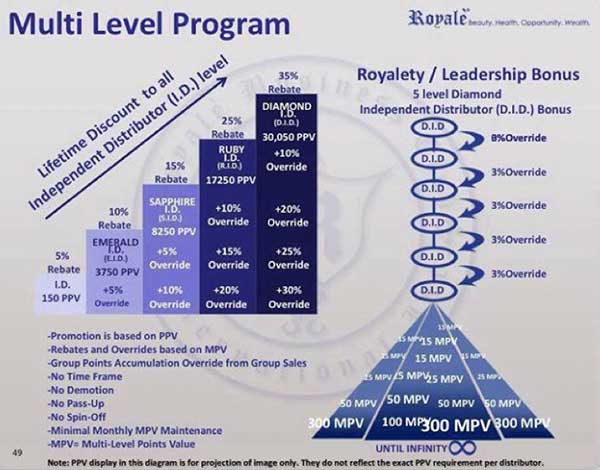 Multi Level Program
Royalē Beauty. Health. Opportunity. Wealth.
Lifetime Discount to all
Independent Distributor (I.D.) level
5%
Rebate
I.D.
150 PPV
10%
Rebate
EMERALD
I.D.
(E.I.D.)
3750 PPV
+5%
Override
15%
Rebate
SAPPHIRE
I.D.
(S.I.D.)
8250 PPV
+5%
Override
+10%
Override
25%
Rebate
RUBY
I.D.
(R.I.D.)
17250 PPV
+10%
Override
+15%
Override
+20%
Override
35%
Rebate
DIAMOND
I.D.
(D.I.D.)
30,050 PPV
+10%
Override
+20%
Override
+25%
Override
+30%
Override
Royalety / Leadership Bonus
5 level Diamond
Independent Distributor (D.I.D.) Bonus
D.I.D
%Override
D.I.D
3%Override
D.I.D
3%Override
D.I.D
3%Override
D.I.D
3%Override
D.I.D
15 MPV
15 MPV 15 MPV
25 MPV 15 MPV 15 MPV
25 MPV 25 MPV 25 MPV 25 MPV
50 MPV 50 MPV 50 MPV 50 MPV
300 MPV 100 MPV 300 MPV 300 MPV
UNTIL INFINITY
-Promotion is based on PPV
-Rebates and Overrides based on MPV
-Group Points Accumulation Override from Group Sales
-No Time Frame
-No Demotion
-No Pass-Up
-No Spin-Off
-Minimal Monthly MPV Maintenance
-MPV= Multi-Level Points Value
49
Note: PPV display in this diagram is for projection of image only. They do not reflect the exact PPV requirement per distributor.